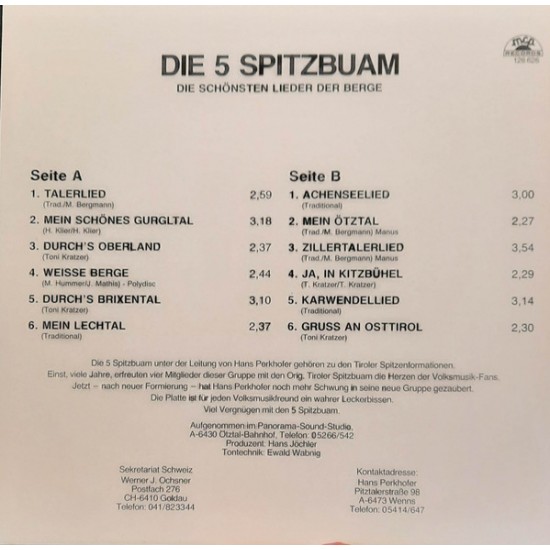 MCA
RECORDS
126 626
DIE 5 SPITZBUAM
DIE SCHÖNSTEN LIEDER DER BERGE
Seite A
1. TALERLIED 2,59
(Trad./M. Bergmann)
2. MEIN SCHÖNES GURGLTAL 3,18
(H. Klier/H. Klier)
3. DURCH'S OBERLAND 2,37
(Toni Kratzer)
4. WEISSE BERGE 2,44
(M. Hummer/J. Mathis) - Polydisc
5. DURCH'S BRIXENTAL 3,10
(Toni Kratzer)
6. MEIN LECHTAL 2,37
(Traditional)
Seite B
1. ACHENSEELIED 3,00
(Traditional)
2. MEIN ÖTZTAL 2,27
(Trad./M. Bergmann) Manus
3. ZILLERTALERLIED 3,54
(Trad./M. Bergmann) Manus
4. JA, IN KITZBÜHEL 2,29
(T. Kratzer/T. Kratzer)
5. KARWENDELLIED 3,14
(Traditional)
6. GRUSS AN OSTTIROL 2,30
(Toni Kratzer)
Die 5 Spitzbuam unter der Leitung von Hans Perkhofer gehören zu den Tiroler Spitzenformationen.
Einst, viele Jahre, erfreuten vier Mitglieder dieser Gruppe mit den Orig. Tiroler Spitzbuam die Herzen der Volksmusik-Fans.
Jetzt – nach neuer Formierung – hat Hans Perkhofer noch mehr Schwung in seine neue Gruppe gezaubert.
Die Platte ist für jeden Volksmusikfreund ein wahrer Leckerbissen.
Viel Vergnügen mit den 5 Spitzbuam.
Aufgenommen im Panorama-Sound-Studio,
A-6430 Ötztal-Bahnhof, Telefon: 05266/542
Produzent: Hans Jöchler
Tontechnik: Ewald Wabnig
Sekretariat Schweiz
Werner J. Ochsner
Postfach 276
CH-6410 Goldau
Telefon: 041/823344
Kontaktadresse:
Hans Perkhofer
Pitztalerstraße 98
A-6473 Wenns
Telefon: 05414/647